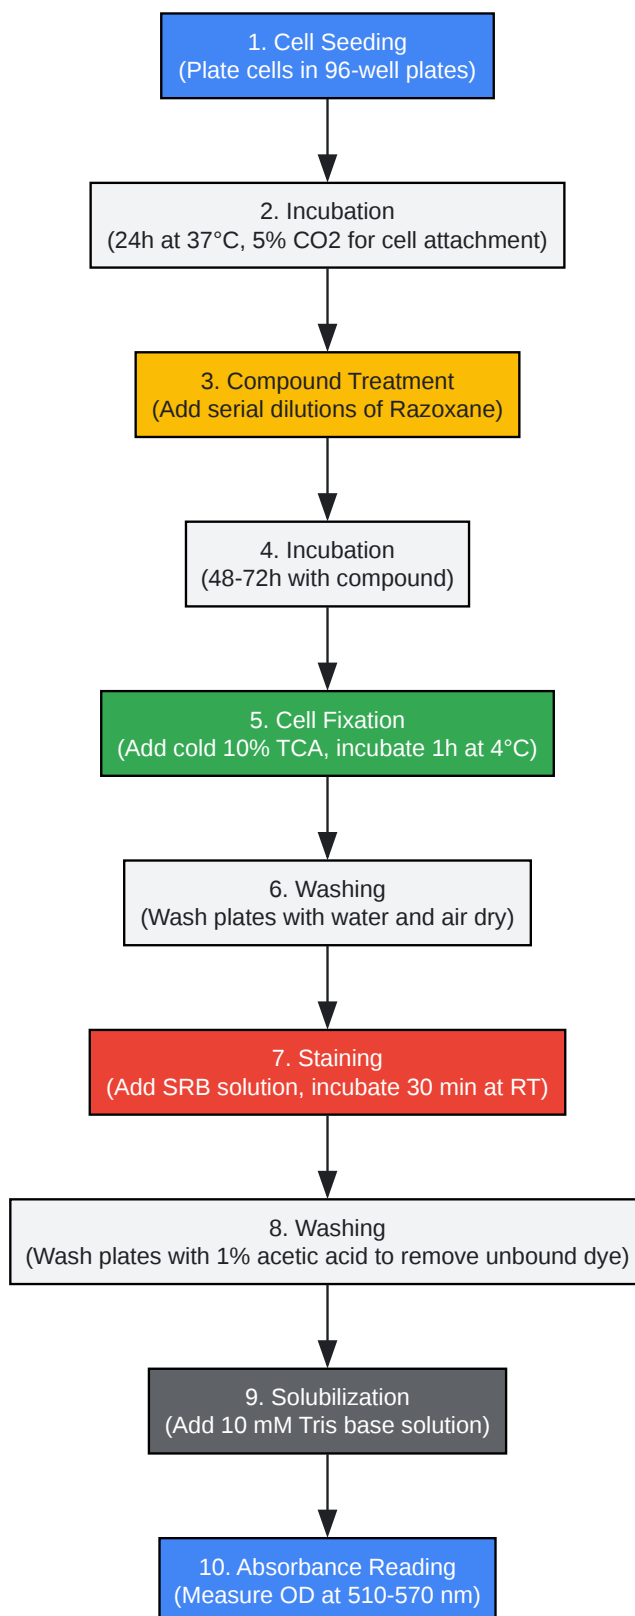 1. Cell Seeding
(Plate cells in 96-well plates)
2. Incubation
(24h at 37°C, 5% CO2 for cell attachment)
3. Compound Treatment
(Add serial dilutions of Razoxane)
4. Incubation
(48-72h with compound)
5. Cell Fixation
(Add cold 10% TCA, incubate 1h at 4°C)
6. Washing
(Wash plates with water and air dry)
7. Staining
(Add SRB solution, incubate 30 min at RT)
8. Washing
(Wash plates with 1% acetic acid to remove unbound dye)
9. Solubilization
(Add 10 mM Tris base solution)
10. Absorbance Reading
(Measure OD at 510-570 nm)